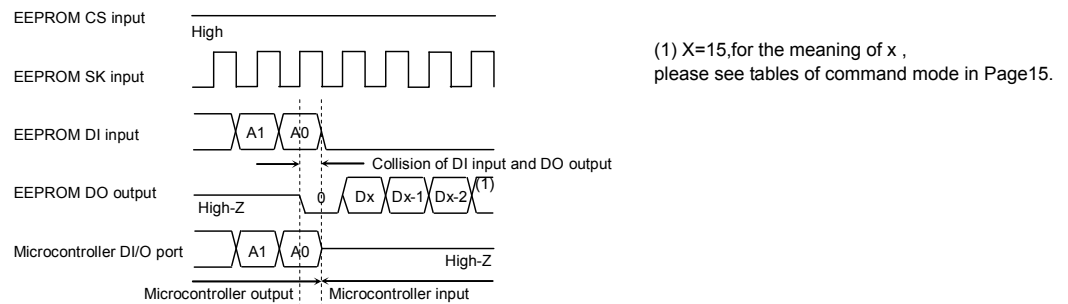 EEPROM CS input
High
(1) X=15,for the meaning of x ,
please see tables of command mode in Page15.
EEPROM SK input
EEPROM DI input
A1 A0
Collision of DI input and DO output
EEPROM DO output
High-Z
0 Dx Dx-1 Dx-2 (1)
Microcontroller DI/O port
A1 A0
High-Z
Microcontroller output Microcontroller input